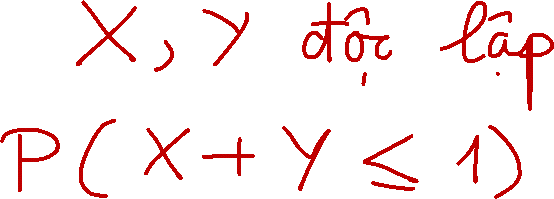 X, Y độc lập
P(X + Y ≤ 1)